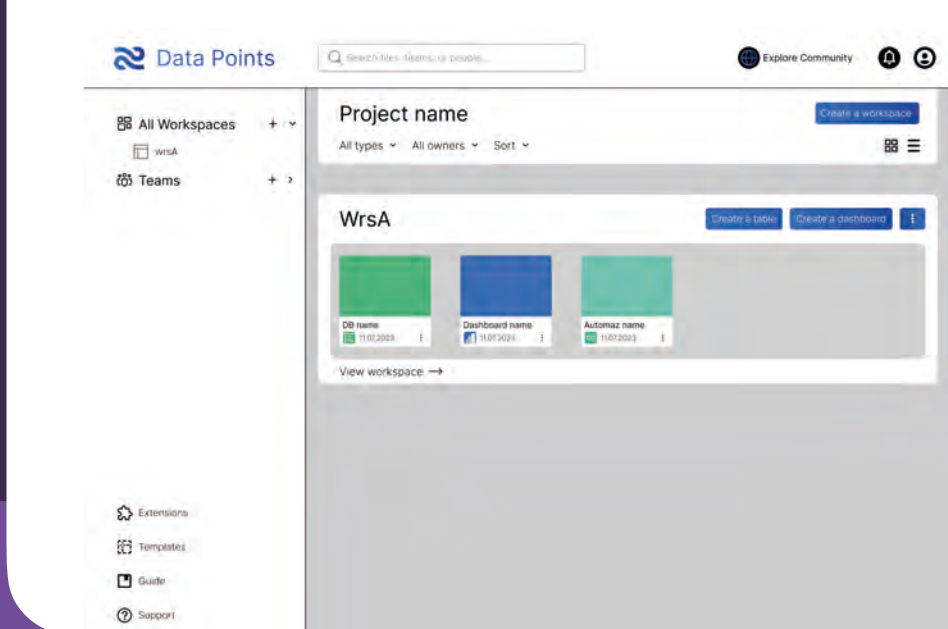 Data Points
Search files, teams, or people...
Explore Community
All Workspaces
wrsA
Teams
Project name
Create a workspace
All types
All owners
Sort
WrsA
Create a table
Create a dashboard
DB name
11.07.2023
Dashboard name
11.07.2023
Automaz name
11.07.2023
View workspace
Extensions
Templates
Guide
Support